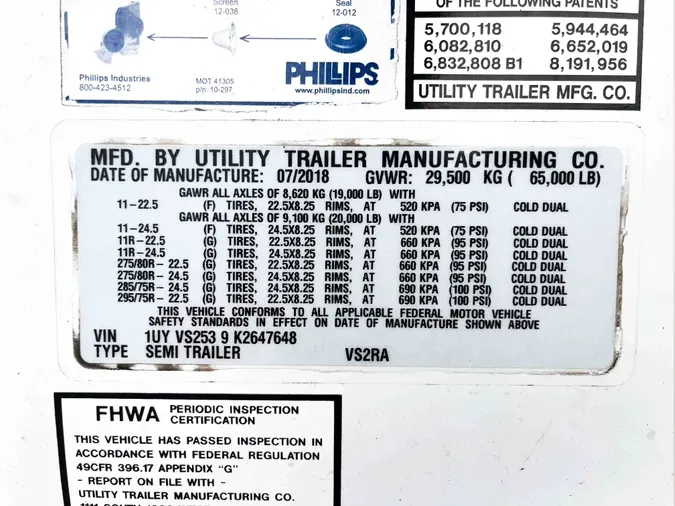 OF THE FOLLOWING PATENTS
5,700,118 5,944,464
6,082,810 6,652,019
6,832,808 B1 8,191,956
UTILITY TRAILER MFG. CO.
Screen
12-038
Seal
12-012
Phillips Industries
800-423-4512
MOT 41305
p/n: 10-297
PHILLIPS
www.phillipsind.com
MFD. BY UTILITY TRAILER MANUFACTURING CO.
DATE OF MANUFACTURE: 07/2018 GVWR: 29,500 KG ( 65,000 LB)
GAWR ALL AXLES OF 8,620 KG (19,000 LB) WITH
11-22.5 (F) TIRES, 22.5X8.25 RIMS, AT 520 KPA (75 PSI) COLD DUAL
GAWR ALL AXLES OF 9,100 KG (20,000 LB) WITH
11-24.5 (F) TIRES, 24.5X8.25 RIMS, AT 520 KPA (75 PSI) COLD DUAL
11R-22.5 (G) TIRES, 22.5X8.25 RIMS, AT 660 KPA (95 PSI) COLD DUAL
11R-24.5 (G) TIRES, 24.5X8.25 RIMS, AT 660 KPA (95 PSI) COLD DUAL
275/80R-22.5 (G) TIRES, 22.5X8.25 RIMS, AT 660 KPA (95 PSI) COLD DUAL
275/80R-24.5 (G) TIRES, 24.5X8.25 RIMS, AT 660 KPA (95 PSI) COLD DUAL
285/75R-24.5 (G) TIRES, 24.5X8.25 RIMS, AT 690 KPA (100 PSI) COLD DUAL
295/75R-22.5 (G) TIRES, 22.5X8.25 RIMS, AT 690 KPA (100 PSI) COLD DUAL
THIS VEHICLE CONFORMS TO ALL APPLICABLE FEDERAL MOTOR VEHICLE
SAFETY STANDARDS IN EFFECT ON DATE OF MANUFACTURE SHOWN ABOVE
VIN 1UY VS253 9 K2647648
TYPE SEMI TRAILER VS2RA
FHWA PERIODIC INSPECTION
CERTIFICATION
THIS VEHICLE HAS PASSED INSPECTION IN
ACCORDANCE WITH FEDERAL REGULATION
49CFR 396.17 APPENDIX "G"
- REPORT ON FILE WITH -
UTILITY TRAILER MANUFACTURING CO.